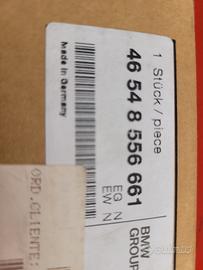 1 Stück / piece
46 54 8 556 661
Made in Germany
EG N
EW N
BMW
GROUP
ORD.CLIENTE: